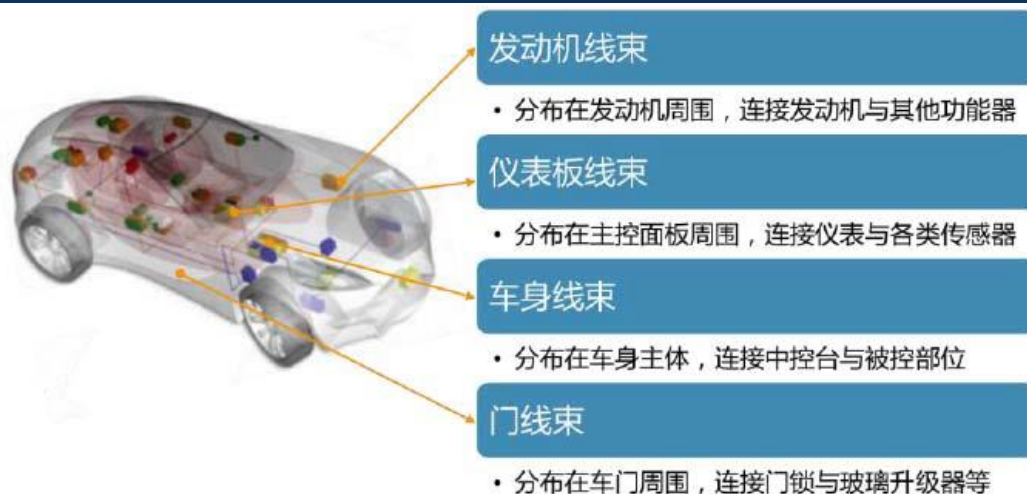 发动机线束
• 分布在发动机周围，连接发动机与其他功能器
仪表板线束
• 分布在主控面板周围，连接仪表与各类传感器
车身线束
• 分布在车身主体，连接中控台与被控部位
门线束
• 分布在车门周围，连接门锁与玻璃升级器等